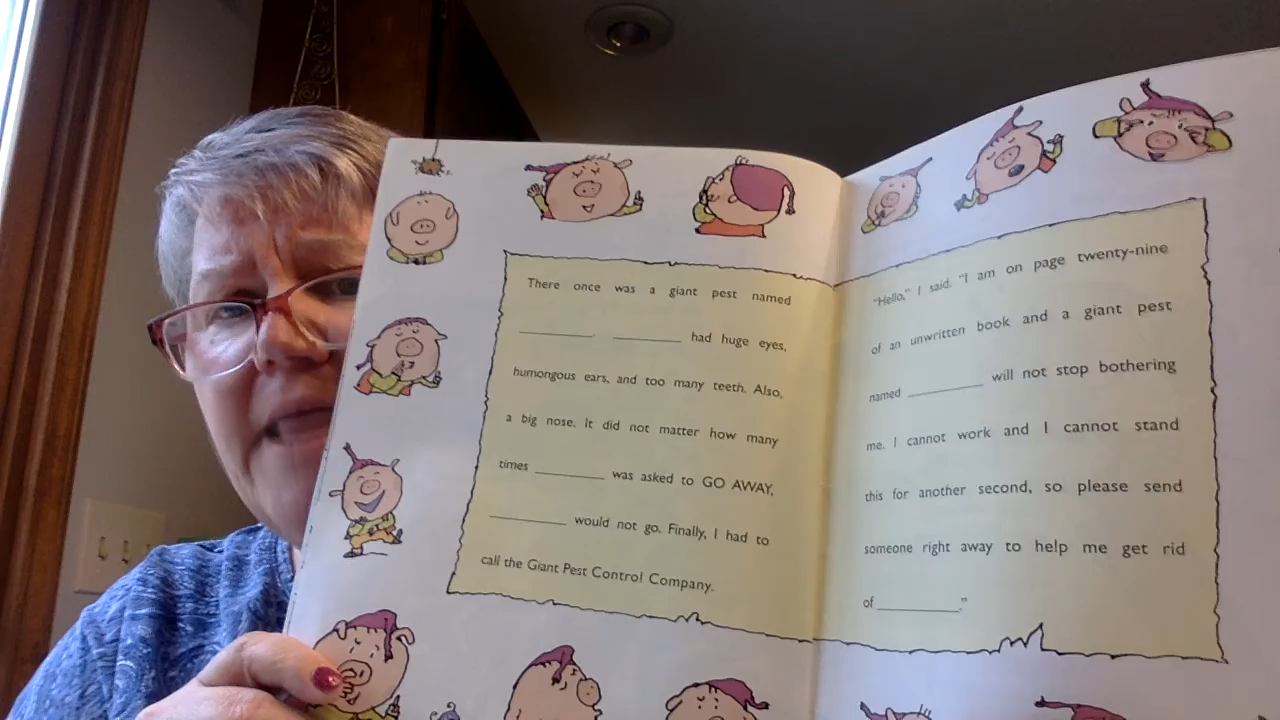 There once was a giant pest named
________. ________ had huge eyes,
humongous ears, and too many teeth. Also,
a big nose. It did not matter how many
times ________ was asked to GO AWAY,
________ would not go. Finally, I had to
call the Giant Pest Control Company.
"Hello," I said. "I am on page twenty-nine
of an unwritten book and a giant pest
named ________ will not stop bothering
me. I cannot work and I cannot stand
this for another second, so please send
someone right away to help me get rid
of ________."